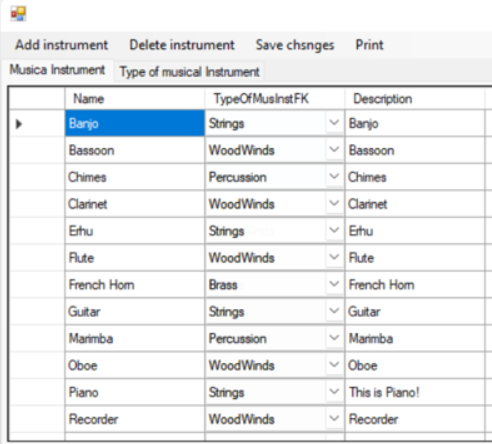 Add instrument Delete instrument Save chsnges Print
Musica Instrument Type of musical Instrument
Name TypeOfMusInstFK Description
Banjo Strings Banjo
Bassoon WoodWinds Bassoon
Chimes Percussion Chimes
Clarinet WoodWinds Clarinet
Erhu Strings Erhu
Flute WoodWinds Flute
French Horn Brass French Horn
Guitar Strings Guitar
Marimba Percussion Marimba
Oboe WoodWinds Oboe
Piano Strings This is Piano!
Recorder WoodWinds Recorder